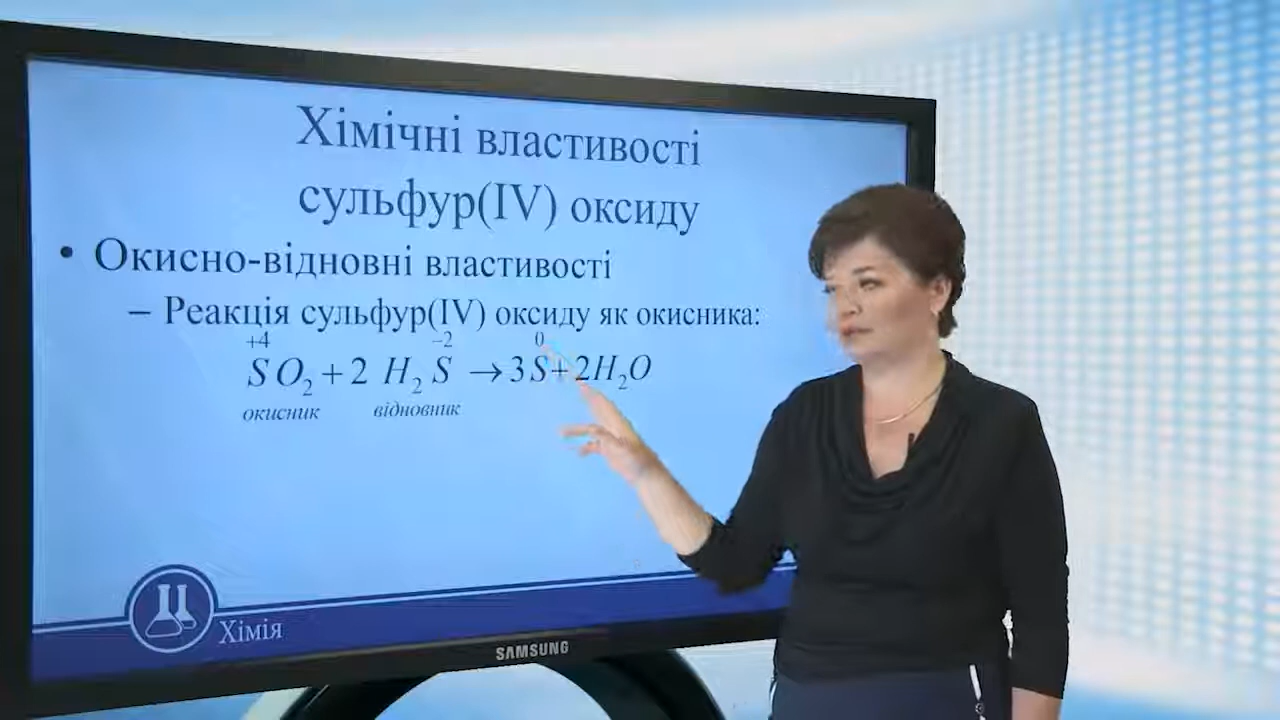 Хімічні властивості
сульфур(IV) оксиду
• Окисно-відновні властивості
– Реакція сульфур(IV) оксиду як окисника:
+4 −2 0
SO₂ + 2 H₂S → 3S + 2H₂O
окисник відновник
Хімія
SAMSUNG